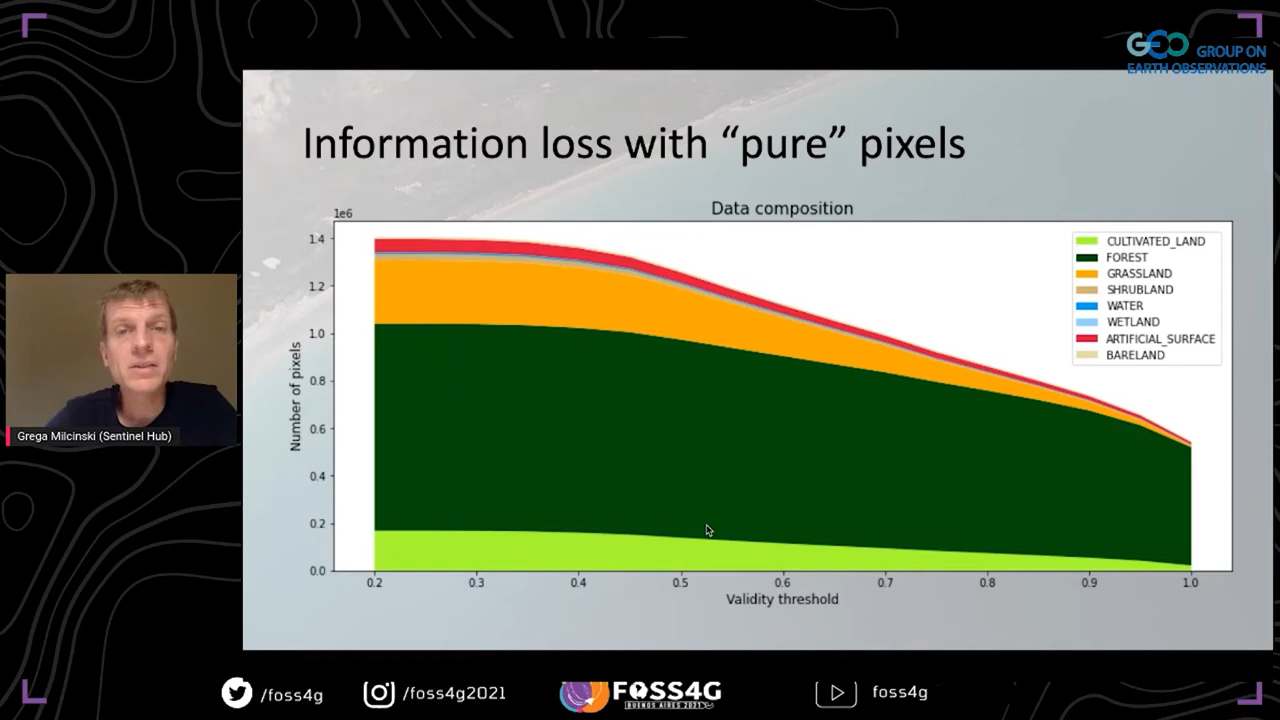 GEO GROUP ON
EARTH OBSERVATIONS
Information loss with “pure” pixels
Data composition
1e6
1.4
1.2
1.0
0.8
0.6
0.4
0.2
0.0
Number of pixels
CULTIVATED_LAND
FOREST
GRASSLAND
SHRUBLAND
WATER
WETLAND
ARTIFICIAL_SURFACE
BARELAND
0.2 0.3 0.4 0.5 0.6 0.7 0.8 0.9 1.0
Validity threshold
Grega Milcinski (Sentinel Hub)
/foss4g
/foss4g2021
FOSS4G
BUENOS AIRES 2021
foss4g